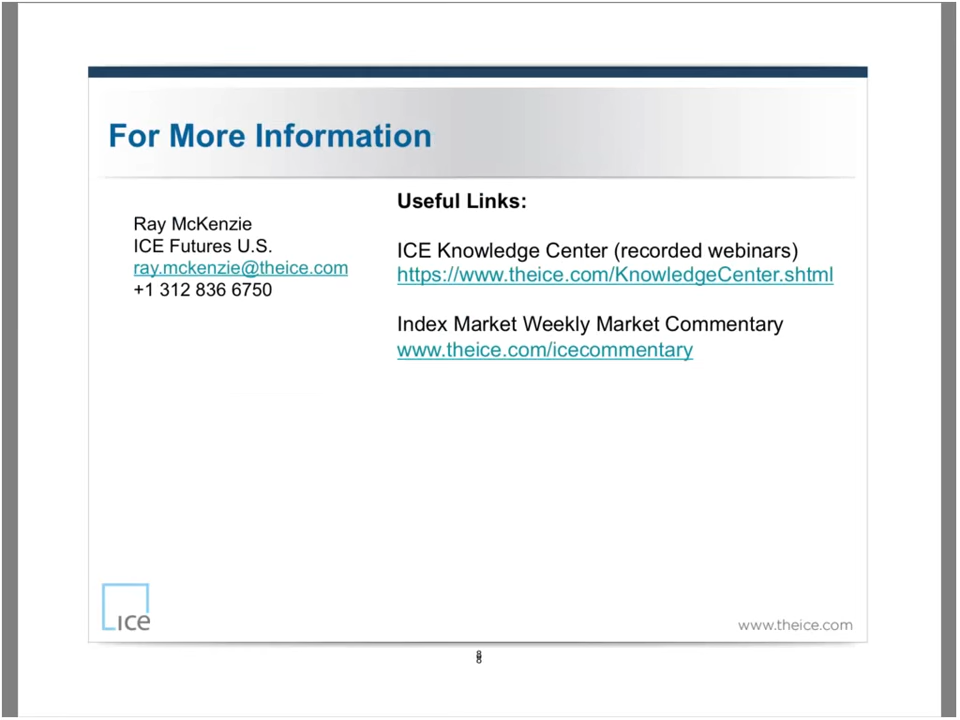 For More Information
Ray McKenzie
ICE Futures U.S.
ray.mckenzie@theice.com
+1 312 836 6750
Useful Links:
ICE Knowledge Center (recorded webinars)
https://www.theice.com/KnowledgeCenter.shtml
Index Market Weekly Market Commentary
www.theice.com/icecommentary
ice
www.theice.com